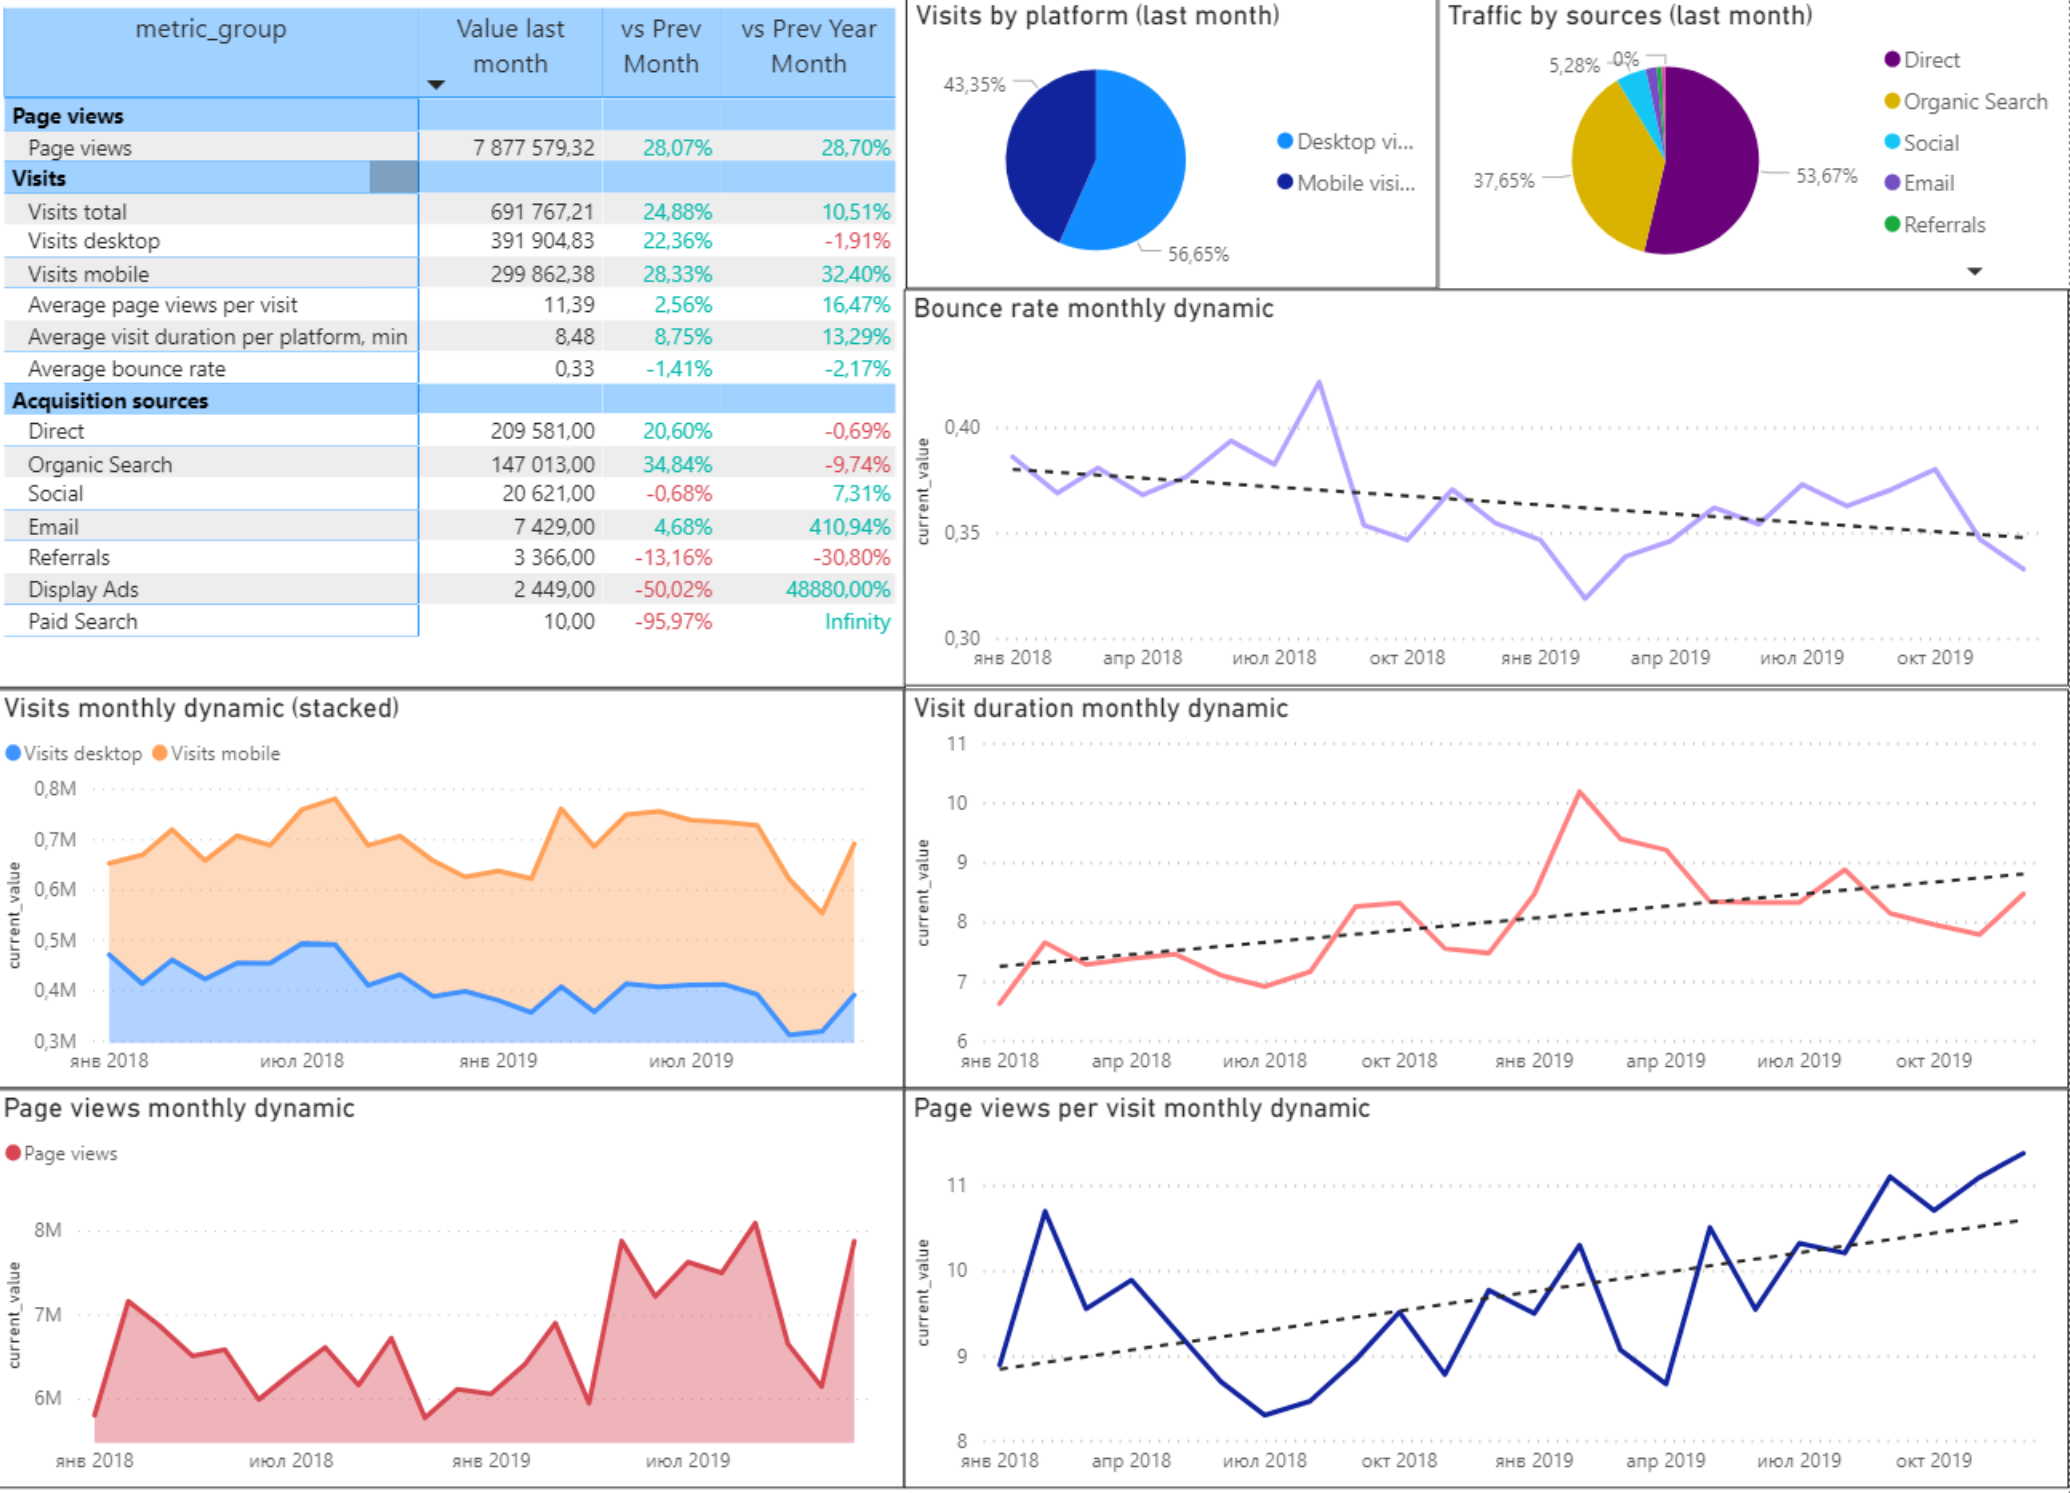 metric_group Value last month vs Prev Month vs Prev Year Month
Page views
Page views 7 877 579,32 28,07% 28,70%
Visits
Visits total 691 767,21 24,88% 10,51%
Visits desktop 391 904,83 22,36% -1,91%
Visits mobile 299 862,38 28,33% 32,40%
Average page views per visit 11,39 2,56% 16,47%
Average visit duration per platform, min 8,48 8,75% 13,29%
Average bounce rate 0,33 -1,41% -2,17%
Acquisition sources
Direct 209 581,00 20,60% -0,69%
Organic Search 147 013,00 34,84% -9,74%
Social 20 621,00 -0,68% 7,31%
Email 7 429,00 4,68% 410,94%
Referrals 3 366,00 -13,16% -30,80%
Display Ads 2 449,00 -50,02% 48880,00%
Paid Search 10,00 -95,97% Infinity
Visits by platform (last month)
43,35%
56,65%
Desktop vi...
Mobile visi...
Traffic by sources (last month)
5,28%
0%
37,65%
53,67%
Direct
Organic Search
Social
Email
Referrals
Bounce rate monthly dynamic
current_value
0,40
0,35
0,30
янв 2018 апр 2018 июл 2018 окт 2018 янв 2019 апр 2019 июл 2019 окт 2019
Visits monthly dynamic (stacked)
Visits desktop Visits mobile
current_value
0,8M
0,7M
0,6M
0,5M
0,4M
0,3M
янв 2018 июл 2018 янв 2019 июл 2019
Visit duration monthly dynamic
current_value
11
10
9
8
7
6
янв 2018 апр 2018 июл 2018 окт 2018 янв 2019 апр 2019 июл 2019 окт 2019
Page views monthly dynamic
Page views
current_value
8M
7M
6M
янв 2018 июл 2018 янв 2019 июл 2019
Page views per visit monthly dynamic
current_value
11
10
9
8
янв 2018 апр 2018 июл 2018 окт 2018 янв 2019 апр 2019 июл 2019 окт 2019